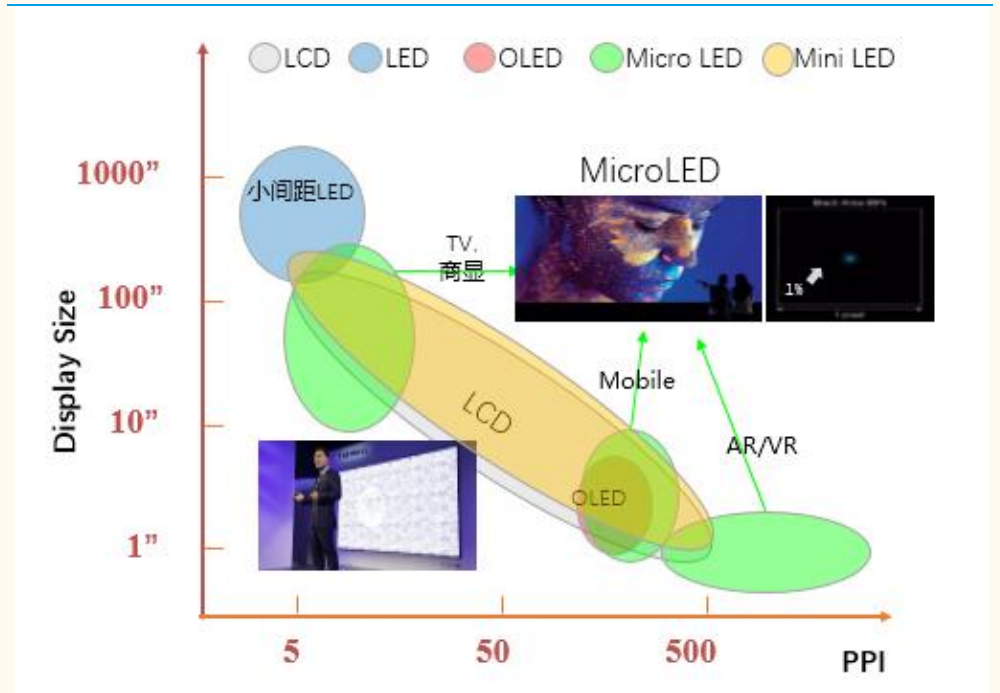 LCD LED OLED Micro LED Mini LED
1000”
小间距LED
MicroLED
TV,
商显
1%
100”
Display Size
Mobile
LCD
10”
AR/VR
OLED
1”
5 50 500
PPI